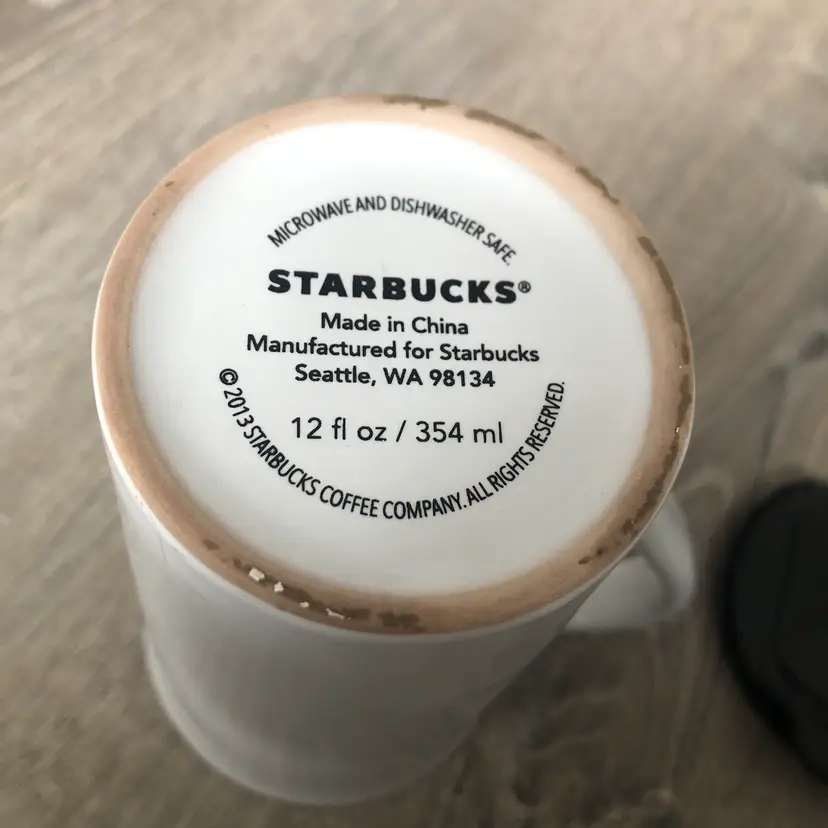 MICROWAVE AND DISHWASHER SAFE.
STARBUCKS®
Made in China
Manufactured for Starbucks
Seattle, WA 98134
12 fl oz / 354 ml
© 2013 STARBUCKS COFFEE COMPANY. ALL RIGHTS RESERVED.